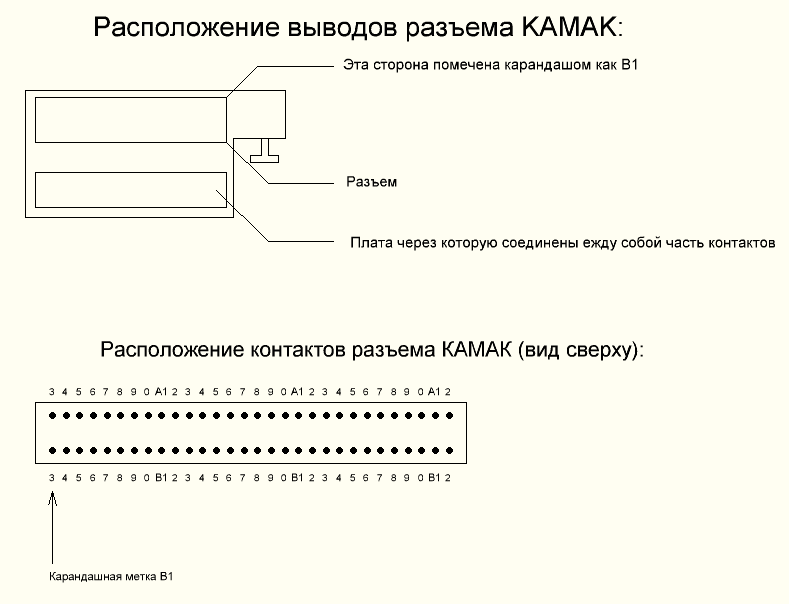 Расположение выводов разъема КАМАК:
Эта сторона помечена карандашом как B1
Разъем
Плата через которую соединены ежду собой часть контактов
Расположение контактов разъема КАМАК (вид сверху):
3 4 5 6 7 8 9 0 A1 2 3 4 5 6 7 8 9 0 A1 2 3 4 5 6 7 8 9 0 A1 2
3 4 5 6 7 8 9 0 B1 2 3 4 5 6 7 8 9 0 B1 2 3 4 5 6 7 8 9 0 B1 2
Карандашная метка B1